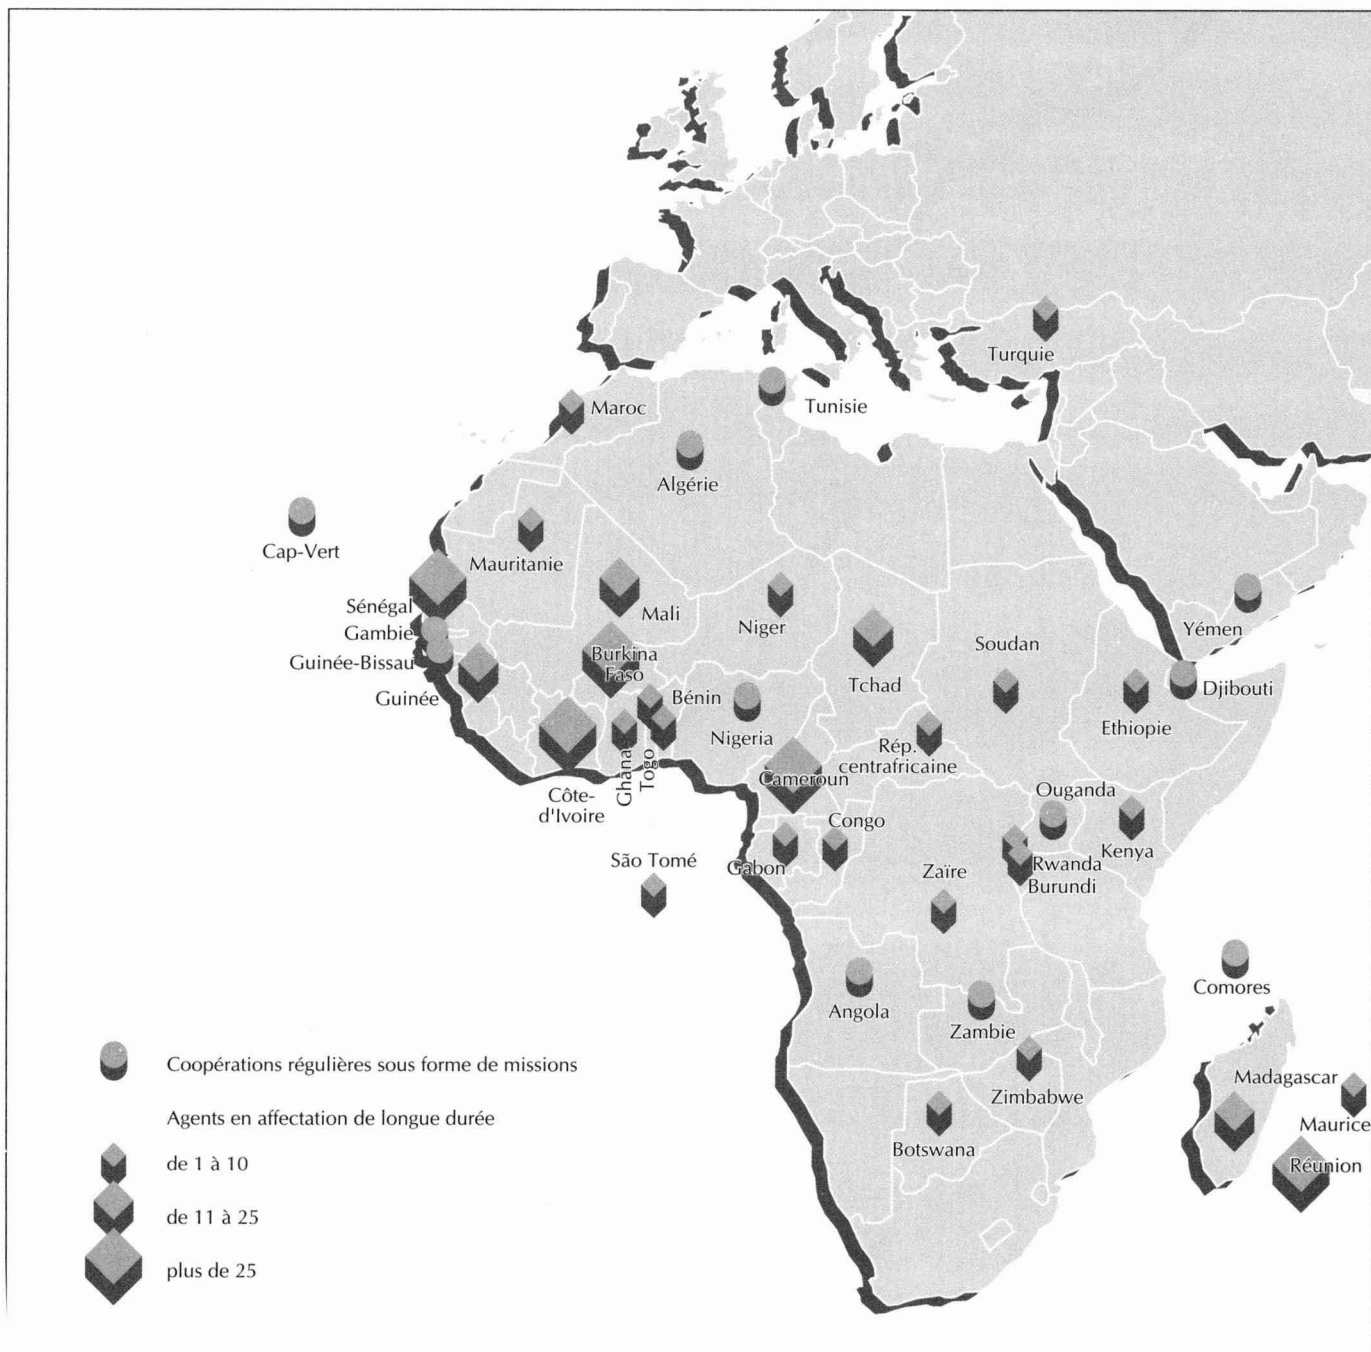 Turquie
Maroc
Tunisie
Algérie
Cap-Vert
Mauritanie
Sénégal
Mali
Niger
Gambie
Yémen
Burkina
Faso
Soudan
Guinée-Bissau
Tchad
Djibouti
Guinée
Bénin
Ethiopie
Nigeria
Rép.
centrafricaine
Ghana
Togo
Cameroun
Ouganda
Côte-
d'Ivoire
Congo
Kenya
São Tomé
Gabon
Rwanda
Zaïre
Burundi
Comores
Angola
Zambie
Coopérations régulières sous forme de missions
Madagascar
Zimbabwe
Agents en affectation de longue durée
Maurice
Botswana
de 1 à 10
Réunion
de 11 à 25
plus de 25